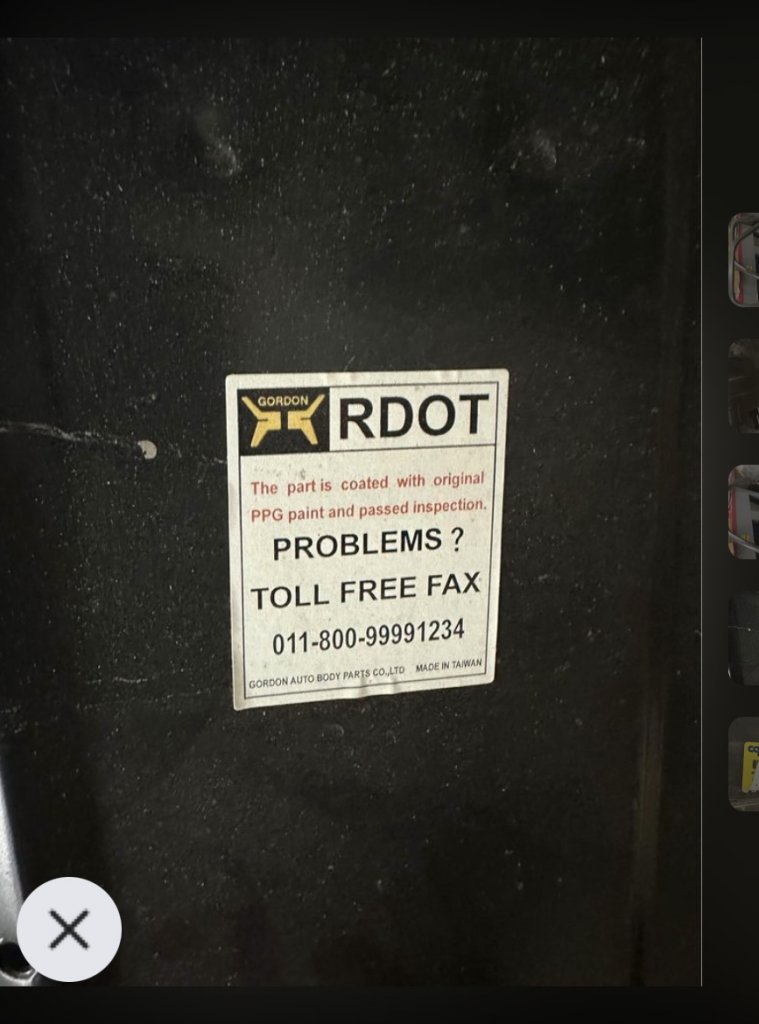 GORDON
RDOT
The part is coated with original
PPG paint and passed inspection.
PROBLEMS ?
TOLL FREE FAX
011-800-99991234
GORDON AUTO BODY PARTS CO.,LTD MADE IN TAIWAN